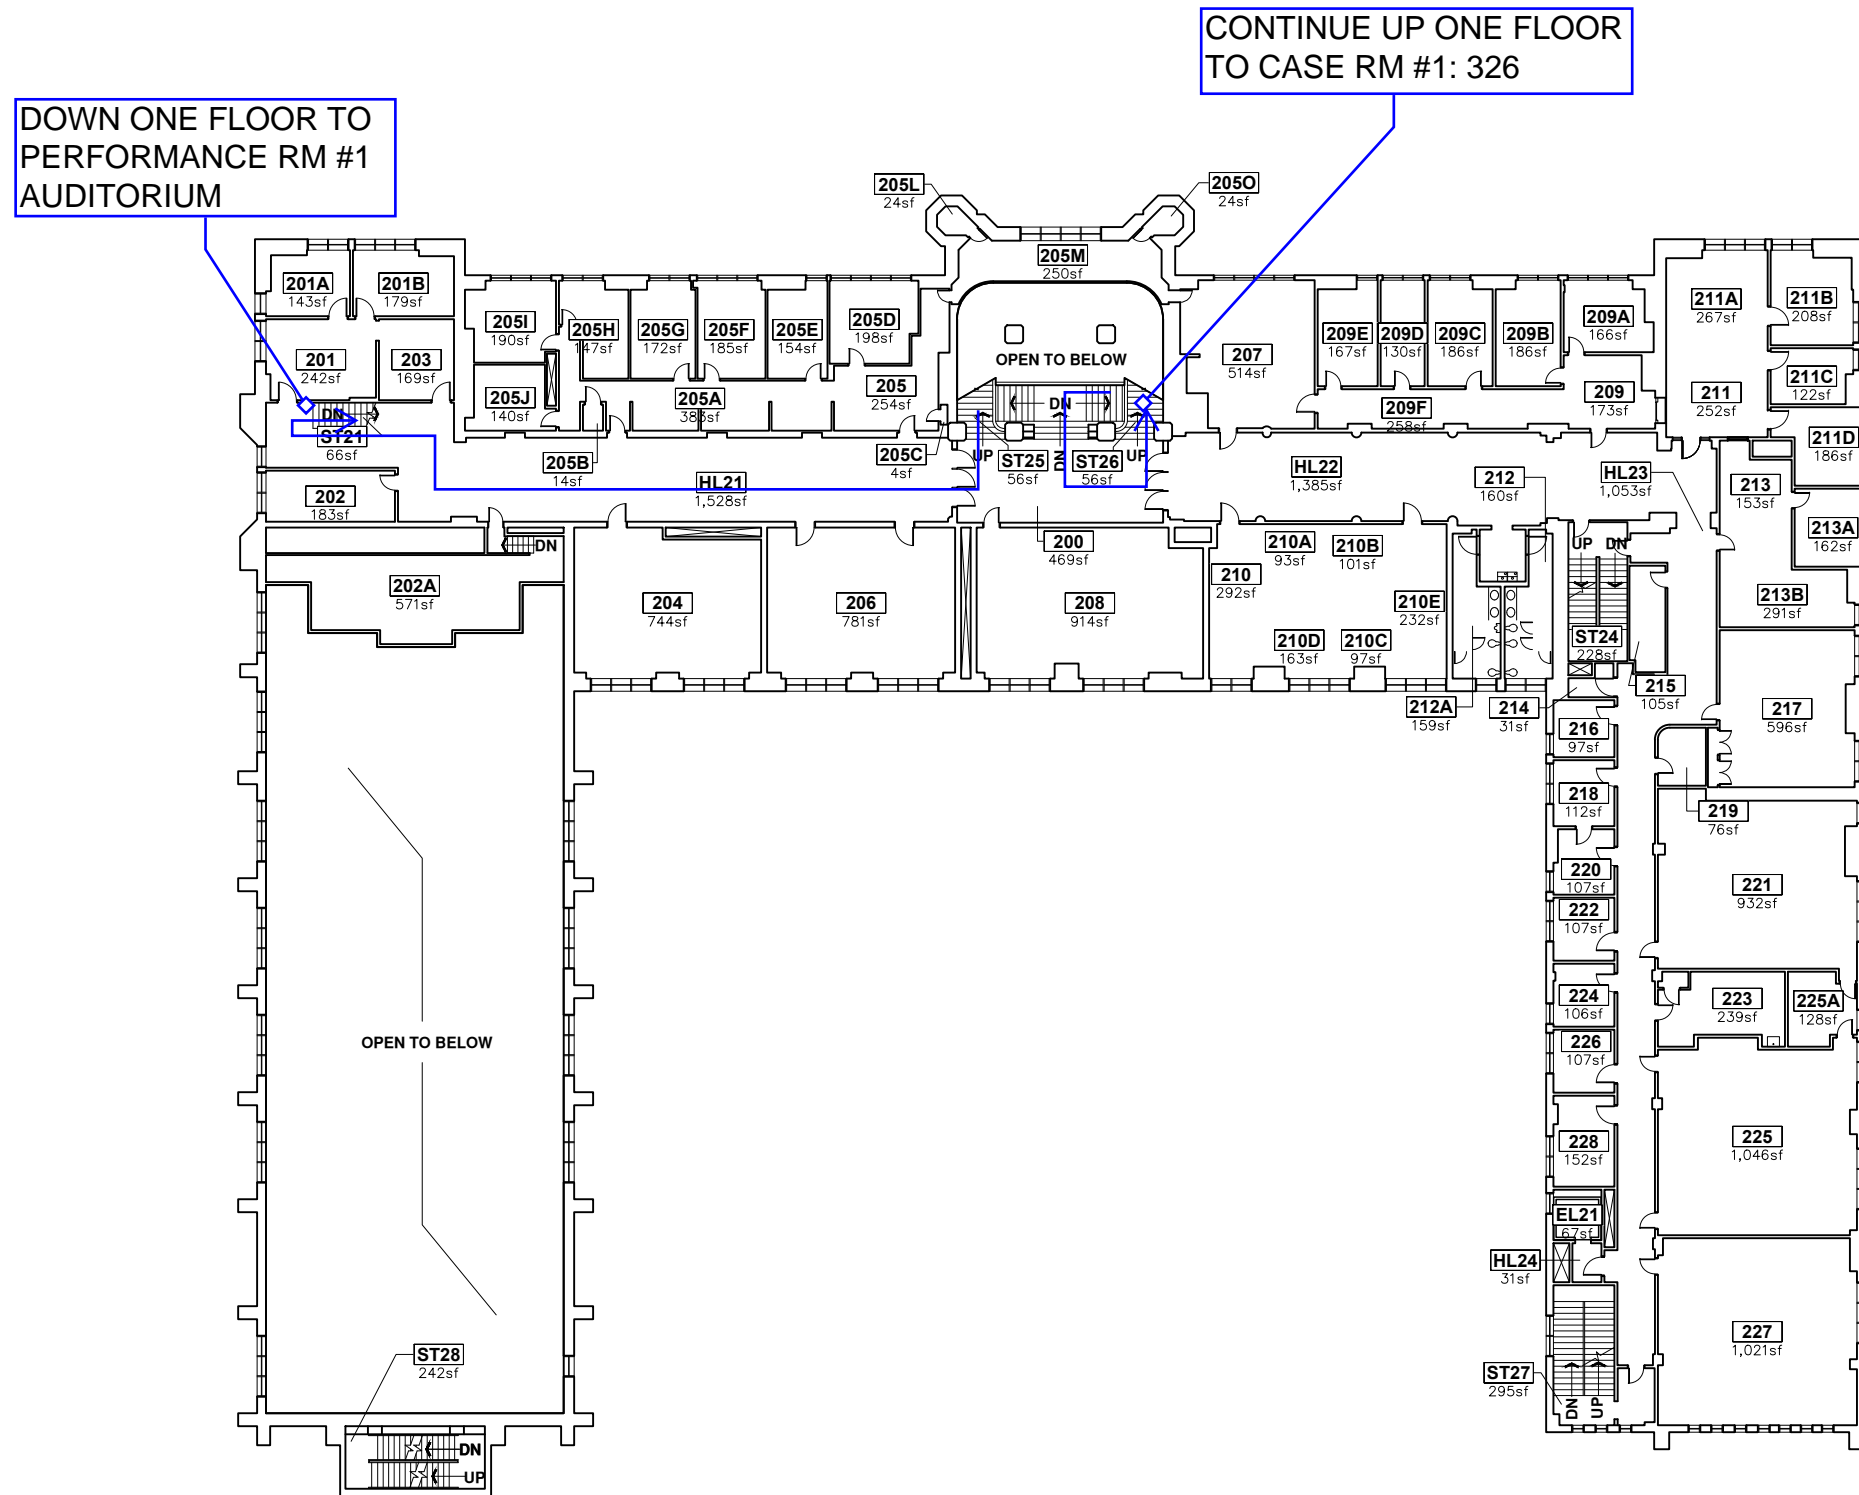 CONTINUE UP ONE FLOOR
TO CASE RM #1: 326
DOWN ONE FLOOR TO
PERFORMANCE RM #1
AUDITORIUM
205L
24sf
205O
24sf
205M
250sf
201A
143sf
201B
179sf
201
242sf
203
169sf
DN
ST21
66sf
202
183sf
205I
190sf
205J
140sf
205H
147sf
205G
172sf
205F
185sf
205E
154sf
205D
198sf
205
254sf
205A
383sf
205B
14sf
205C
4sf
HL21
1,528sf
OPEN TO BELOW
DN
UP
DN
UP
ST25
56sf
ST26
56sf
200
469sf
207
514sf
209E
167sf
209D
130sf
209C
186sf
209B
186sf
209A
166sf
209
173sf
209F
258sf
HL22
1,385sf
211A
267sf
211B
208sf
211C
122sf
211
252sf
211D
186sf
HL23
1,053sf
212
160sf
213
153sf
213A
162sf
213B
291sf
DN
202A
571sf
204
744sf
206
781sf
208
914sf
210A
93sf
210B
101sf
210
292sf
210E
232sf
210D
163sf
210C
97sf
212A
159sf
UP
DN
ST24
228sf
214
31sf
215
105sf
216
97sf
217
596sf
218
112sf
219
76sf
220
107sf
221
932sf
222
107sf
224
106sf
223
239sf
225A
128sf
226
107sf
228
152sf
225
1,046sf
EL21
67sf
HL24
31sf
227
1,021sf
ST27
295sf
DN
UP
OPEN TO BELOW
ST28
242sf
DN
UP